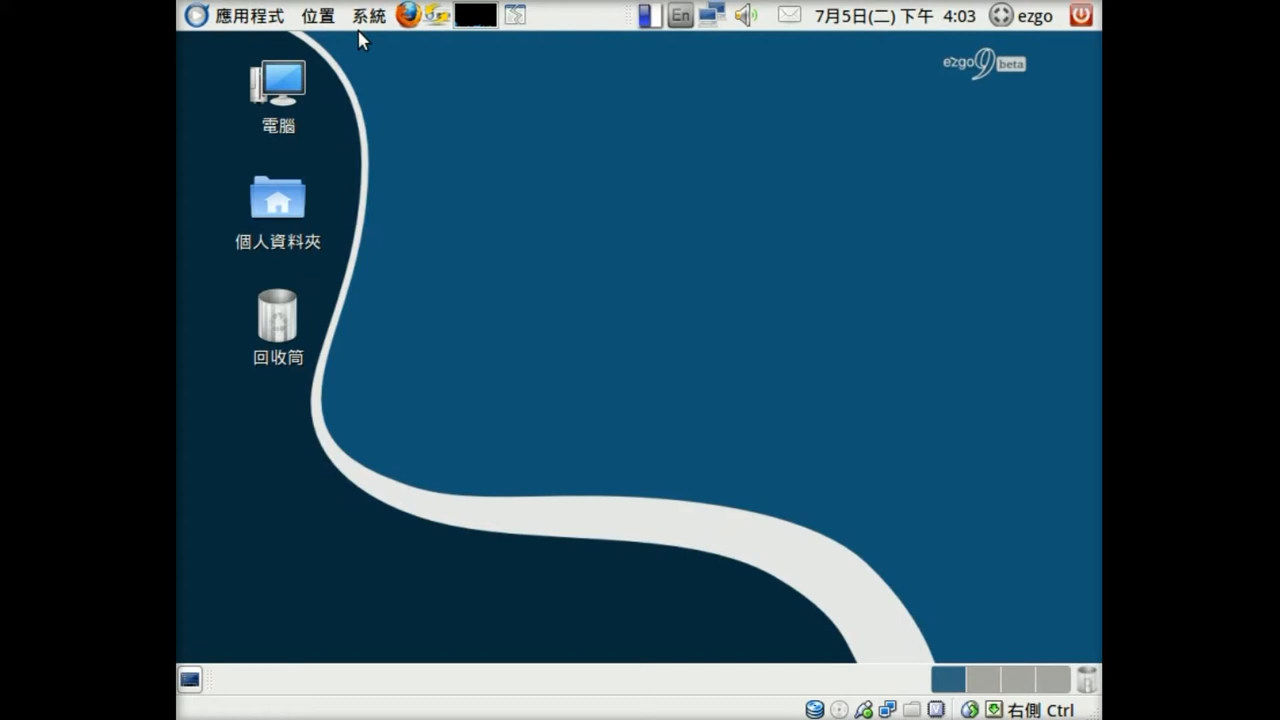 應用程式 位置 系統 En 7月5日(二) 下午 4:03 ezgo
ezgo9 beta
電腦
個人資料夾
回收筒
右側 Ctrl